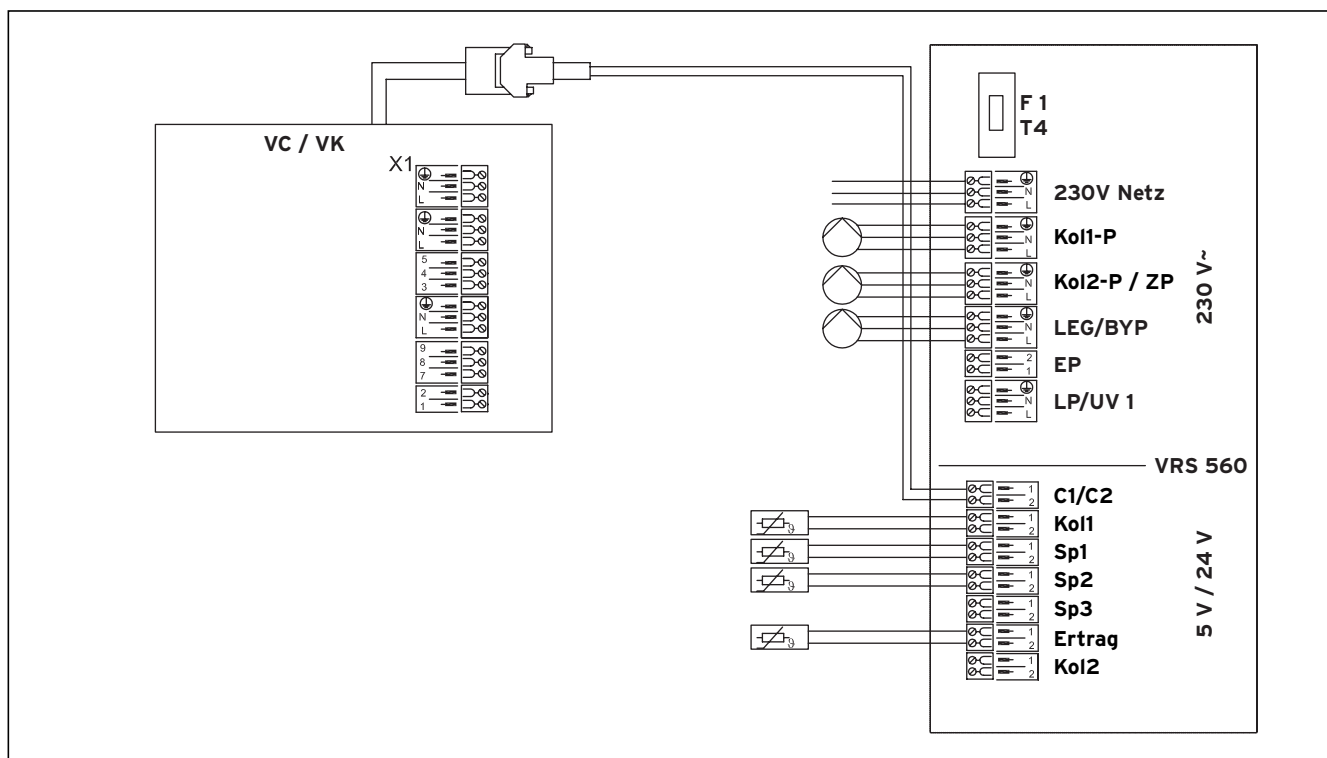 VC / VK
X1
N
L
N
L
5
4
3
N
L
9
8
7
2
1
F 1
T4
N
L
230V Netz
N
L
Kol1-P
N
L
Kol2-P / ZP
N
L
LEG/BYP
2
1
EP
N
L
LP/UV 1
230 V~
VRS 560
1
2
C1/C2
ϑ
1
2
Kol1
ϑ
1
2
Sp1
ϑ
1
2
Sp2
1
2
Sp3
ϑ
1
2
Ertrag
1
2
Kol2
5 V / 24 V